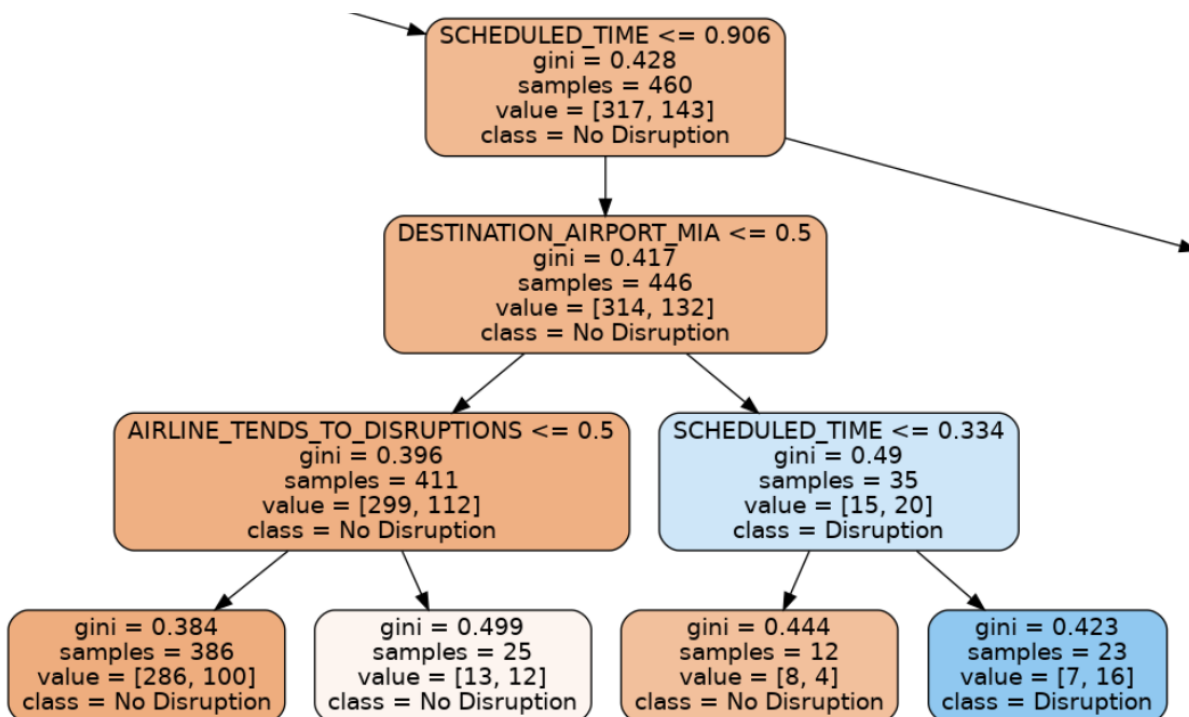 SCHEDULED_TIME <= 0.906
gini = 0.428
samples = 460
value = [317, 143]
class = No Disruption
DESTINATION_AIRPORT_MIA <= 0.5
gini = 0.417
samples = 446
value = [314, 132]
class = No Disruption
AIRLINE_TENDS_TO_DISRUPTIONS <= 0.5
gini = 0.396
samples = 411
value = [299, 112]
class = No Disruption
SCHEDULED_TIME <= 0.334
gini = 0.49
samples = 35
value = [15, 20]
class = Disruption
gini = 0.384
samples = 386
value = [286, 100]
class = No Disruption
gini = 0.499
samples = 25
value = [13, 12]
class = No Disruption
gini = 0.444
samples = 12
value = [8, 4]
class = No Disruption
gini = 0.423
samples = 23
value = [7, 16]
class = Disruption